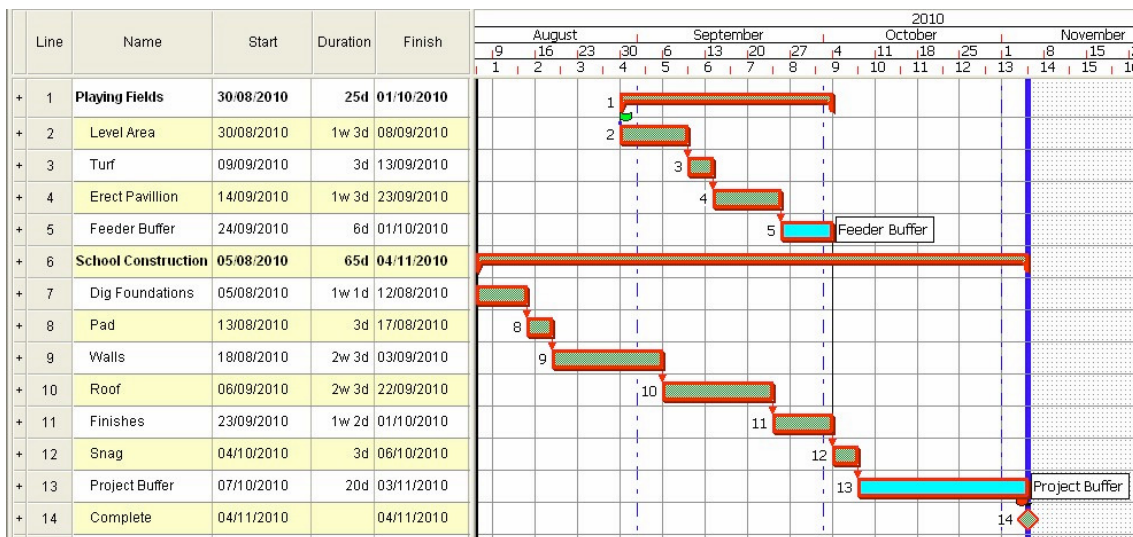 2010
August September October November
Line Name Start Duration Finish
9 16 23 30 6 13 20 27 4 11 18 25 1 8 15
1 2 3 4 5 6 7 8 9 10 11 12 13 14 15
+ 1 Playing Fields 30/08/2010 25d 01/10/2010 1
+ 2 Level Area 30/08/2010 1w 3d 08/09/2010 2
+ 3 Turf 09/09/2010 3d 13/09/2010 3
+ 4 Erect Pavillion 14/09/2010 1w 3d 23/09/2010 4
+ 5 Feeder Buffer 24/09/2010 6d 01/10/2010 5 Feeder Buffer
+ 6 School Construction 05/08/2010 65d 04/11/2010
+ 7 Dig Foundations 05/08/2010 1w 1d 12/08/2010
+ 8 Pad 13/08/2010 3d 17/08/2010 8
+ 9 Walls 18/08/2010 2w 3d 03/09/2010 9
+ 10 Roof 06/09/2010 2w 3d 22/09/2010 10
+ 11 Finishes 23/09/2010 1w 2d 01/10/2010 11
+ 12 Snag 04/10/2010 3d 06/10/2010 12
+ 13 Project Buffer 07/10/2010 20d 03/11/2010 13 Project Buffer
+ 14 Complete 04/11/2010 04/11/2010 14